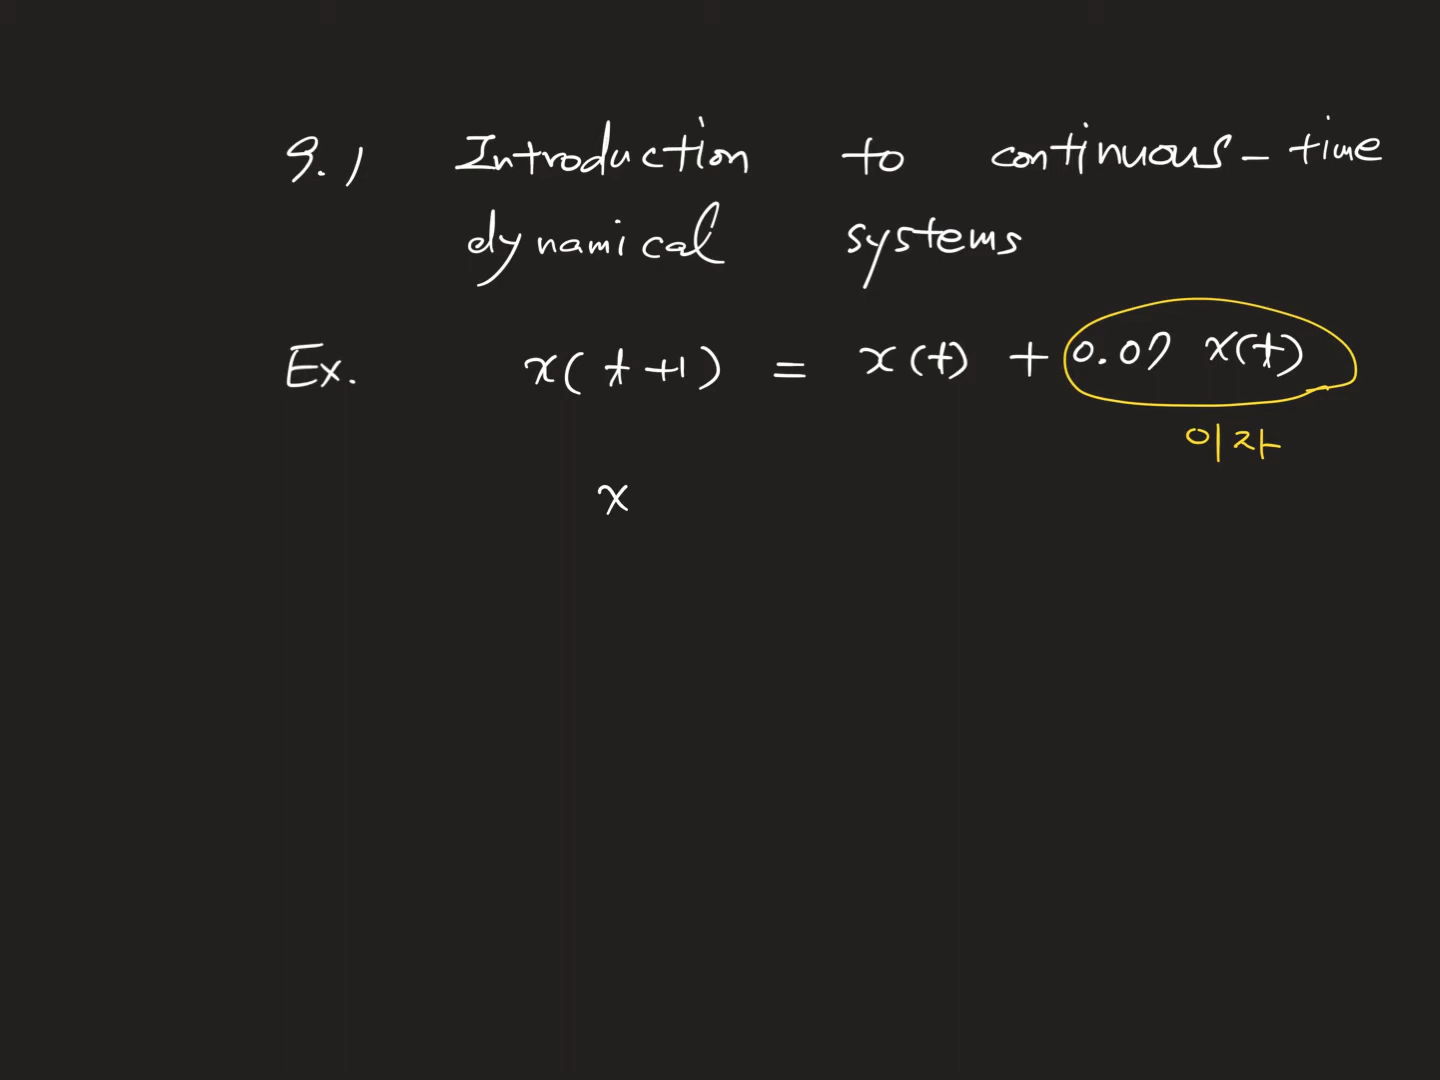 9.1 Introduction to continuous-time
dynamical systems
Ex. x(t+1) = x(t) + 0.07 x(t)
이자
x